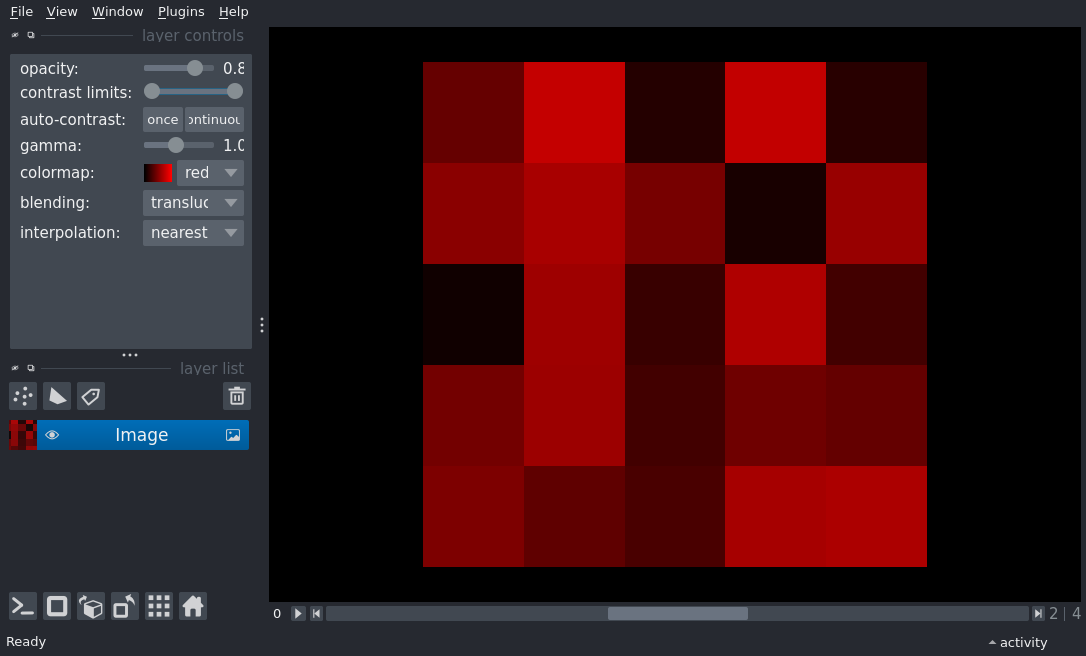 File View Window Plugins Help
layer controls
opacity: 0.8
contrast limits:
auto-contrast: once ontinuou
gamma: 1.0
colormap: red
blending: transluc
interpolation: nearest
layer list
Image
0 2 | 4
Ready activity